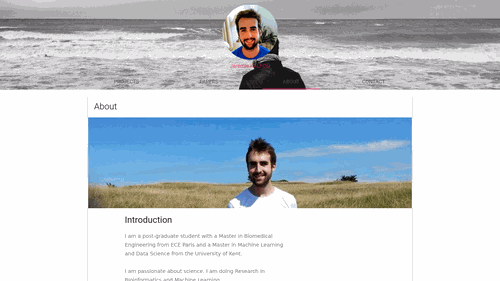 PROJECTS
PAPERS
ABOUT
CONTACT
About
Introduction
I am a post-graduate student with a Master in Biomedical
Engineering from ECE Paris and a Master in Machine Learning
and Data Science from the University of Kent.
I am passionate about science. I am doing Research in
Bioinformatics and Machine Learning